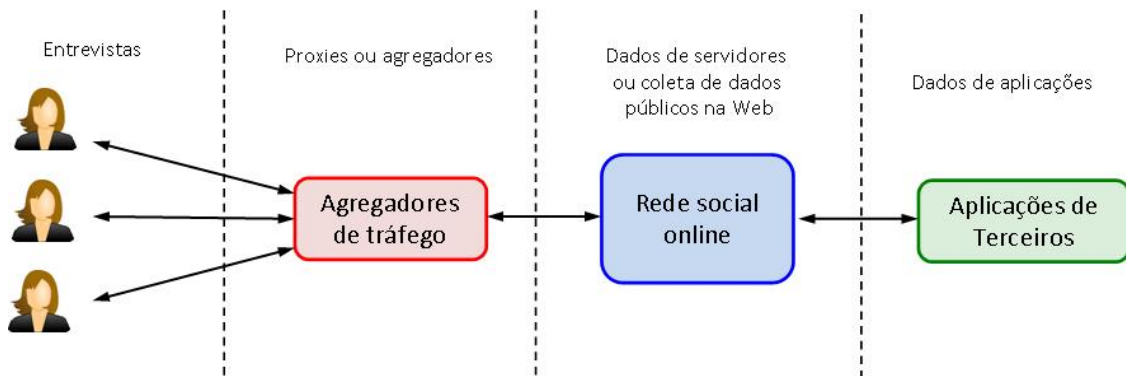 Entrevistas
Proxies ou agregadores
Dados de servidores
ou coleta de dados
públicos na Web
Dados de aplicações
Agregadores
de tráfego
Rede social
online
Aplicações de
Terceiros